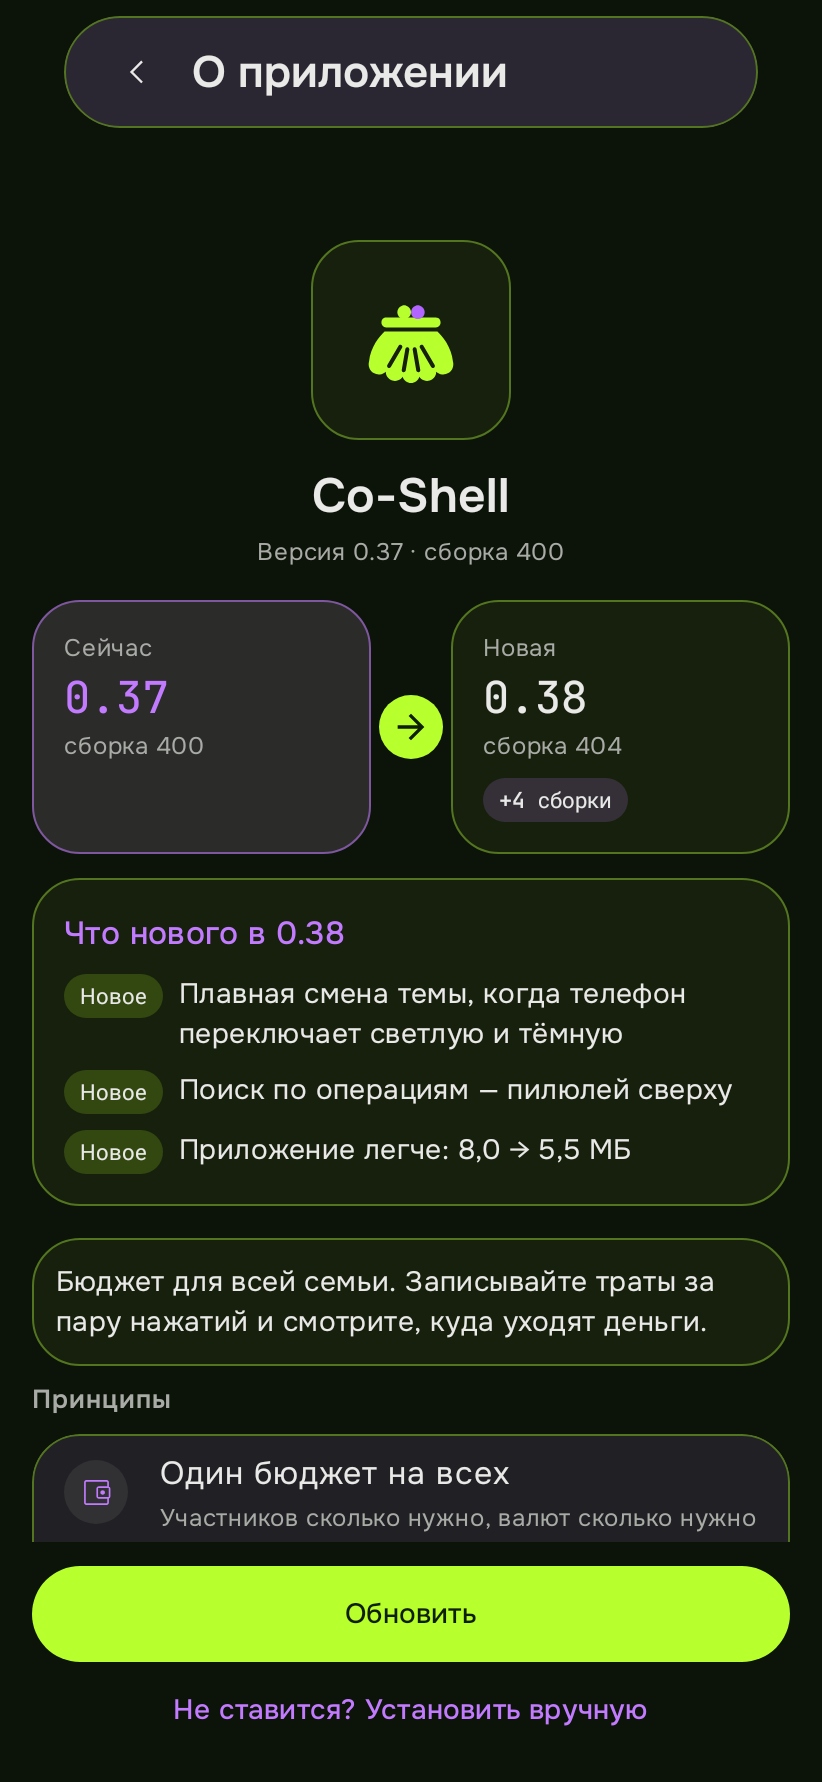 О приложении
Co-Shell
Версия 0.37 · сборка 400
Сейчас
0.37
сборка 400
Новая
0.38
сборка 404
+4 сборки
Что нового в 0.38
Новое
Плавная смена темы, когда телефон
переключает светлую и тёмную
Новое
Поиск по операциям — пилюлей сверху
Новое
Приложение легче: 8,0 → 5,5 МБ
Бюджет для всей семьи. Записывайте траты за
пару нажатий и смотрите, куда уходят деньги.
Принципы
Один бюджет на всех
Участников сколько нужно, валют сколько нужно
Обновить
Не ставится? Установить вручную